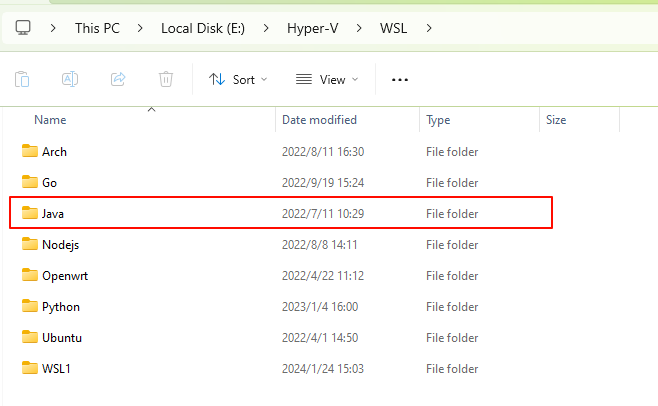 This PC > Local Disk (E:) > Hyper-V > WSL >
Sort View ...
Name Date modified Type Size
Arch 2022/8/11 16:30 File folder
Go 2022/9/19 15:24 File folder
Java 2022/7/11 10:29 File folder
Nodejs 2022/8/8 14:11 File folder
Openwrt 2022/4/22 11:12 File folder
Python 2023/1/4 16:00 File folder
Ubuntu 2022/4/1 14:50 File folder
WSL1 2024/1/24 15:03 File folder